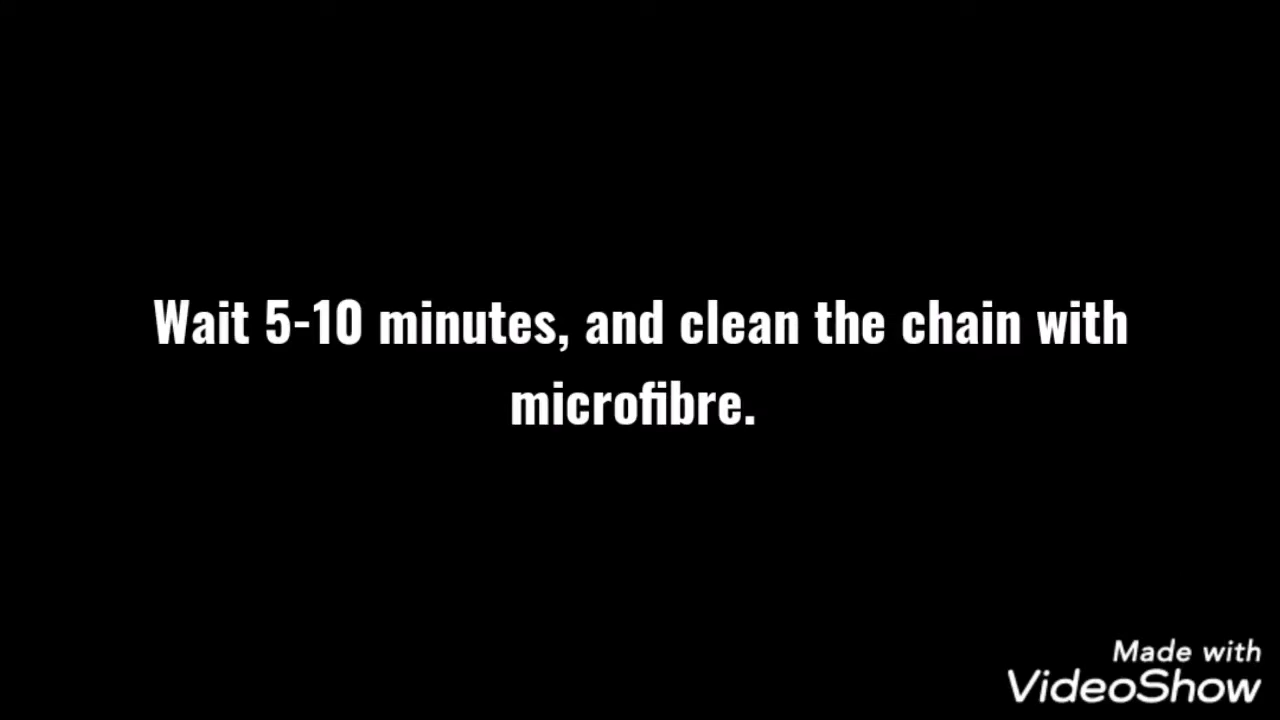 Wait 5-10 minutes, and clean the chain with
microfibre.
Made with
VideoShow